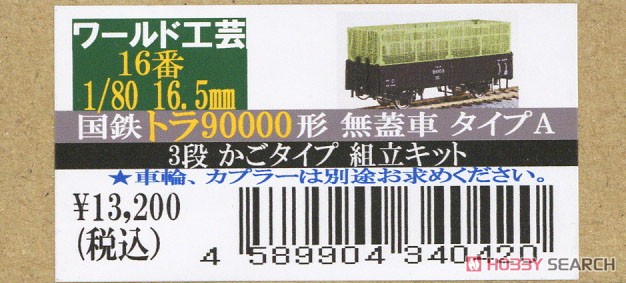 ワールド工芸
16番
1/80 16.5mm
国鉄トラ90000形 無蓋車 タイプA
3段 かごタイプ 組立キット
★車輪、カプラーは別途お求めください。
¥13,200
(税込)
4 589904 340420
HOBBY SEARCH